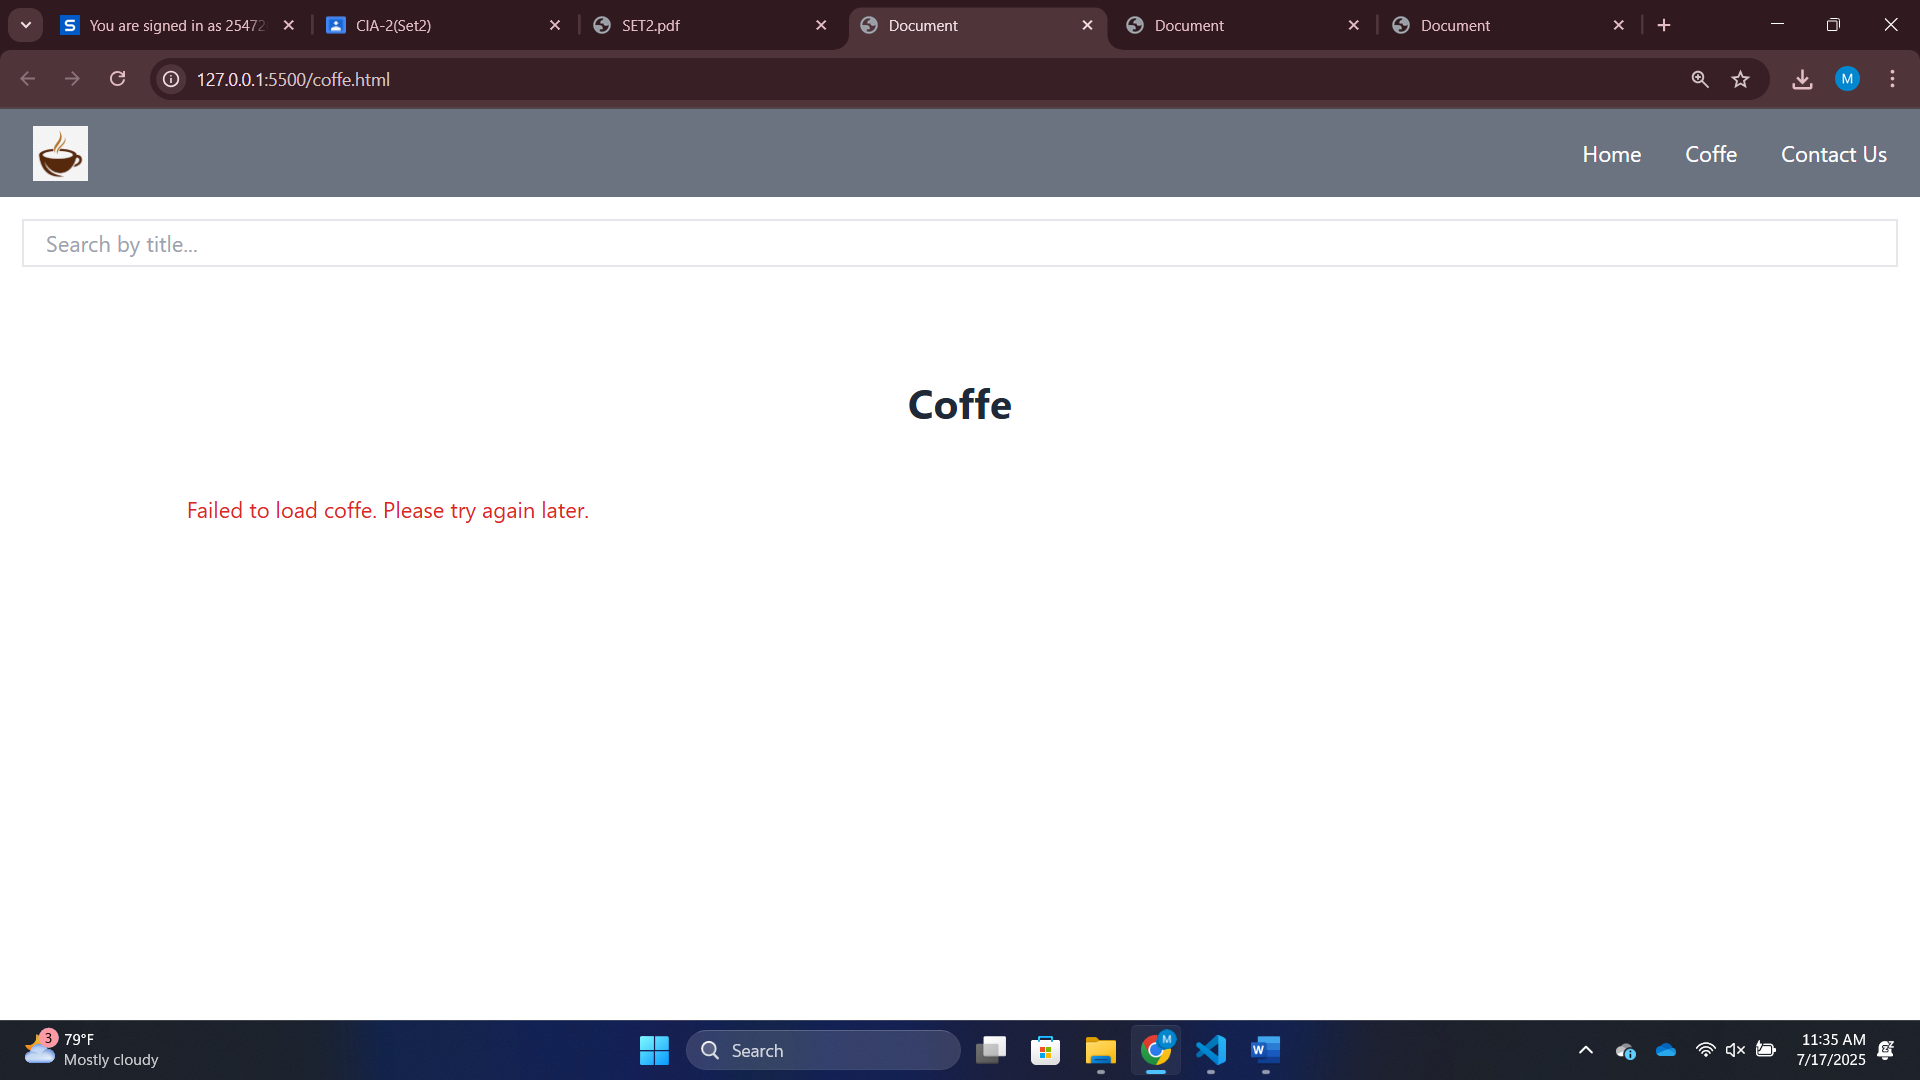 You are signed in as 25472
CIA-2(Set2)
SET2.pdf
Document
Document
Document
127.0.0.1:5500/coffe.html
M
Home
Coffe
Contact Us
Search by title...
Coffe
Failed to load coffe. Please try again later.
3
79°F
Mostly cloudy
Search
M
W
11:35 AM
7/17/2025